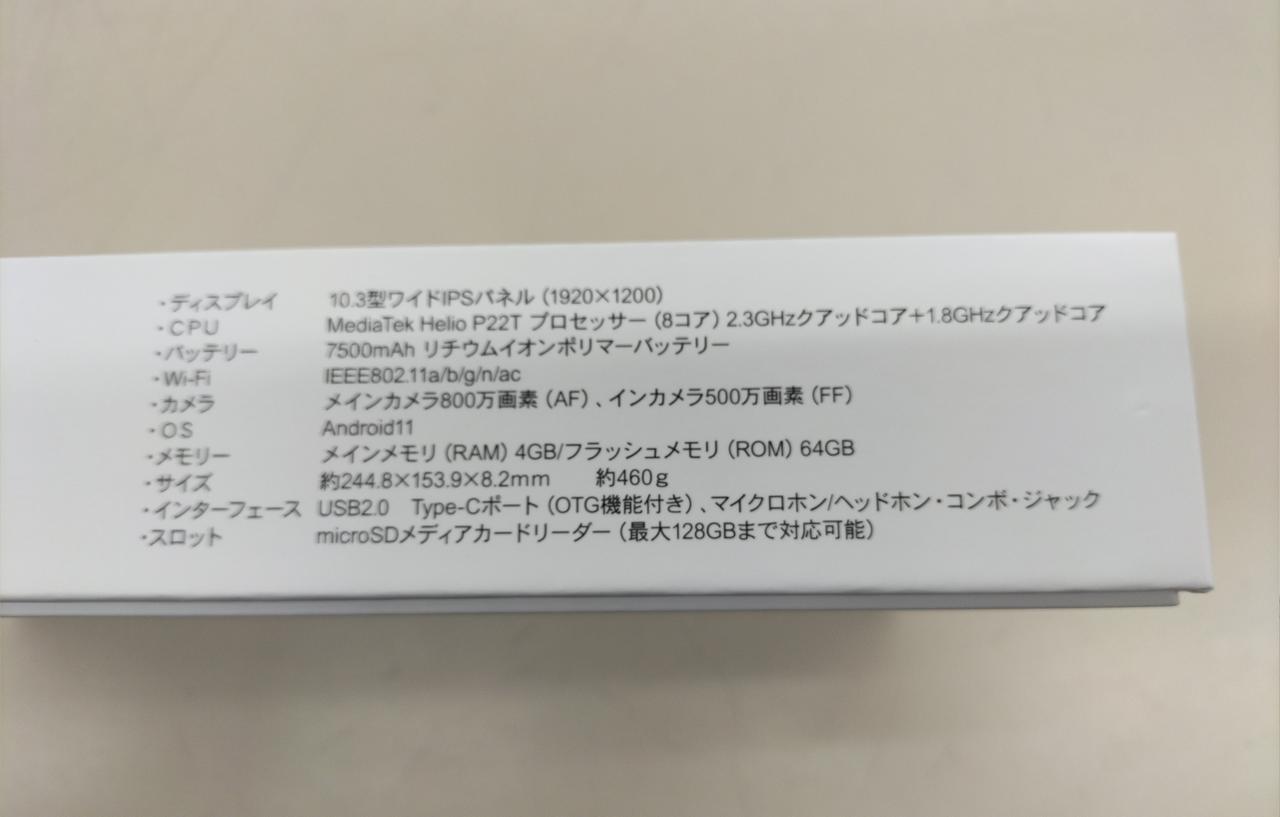 ・ディスプレイ 10.3型ワイドIPSパネル（1920×1200）
・CPU MediaTek Helio P22T プロセッサー（8コア）2.3GHzクアッドコア+1.8GHzクアッドコア
・バッテリー 7500mAh リチウムイオンポリマーバッテリー
・Wi-Fi IEEE802.11a/b/g/n/ac
・カメラ メインカメラ800万画素（AF）、インカメラ500万画素（FF）
・OS Android11
・メモリー メインメモリ（RAM）4GB/フラッシュメモリ（ROM）64GB
・サイズ 約244.8×153.9×8.2mm 約460g
・インターフェース USB2.0 Type-Cポート（OTG機能付き）、マイクロホン/ヘッドホン・コンボ・ジャック
・スロット microSDメディアカードリーダー（最大128GBまで対応可能）